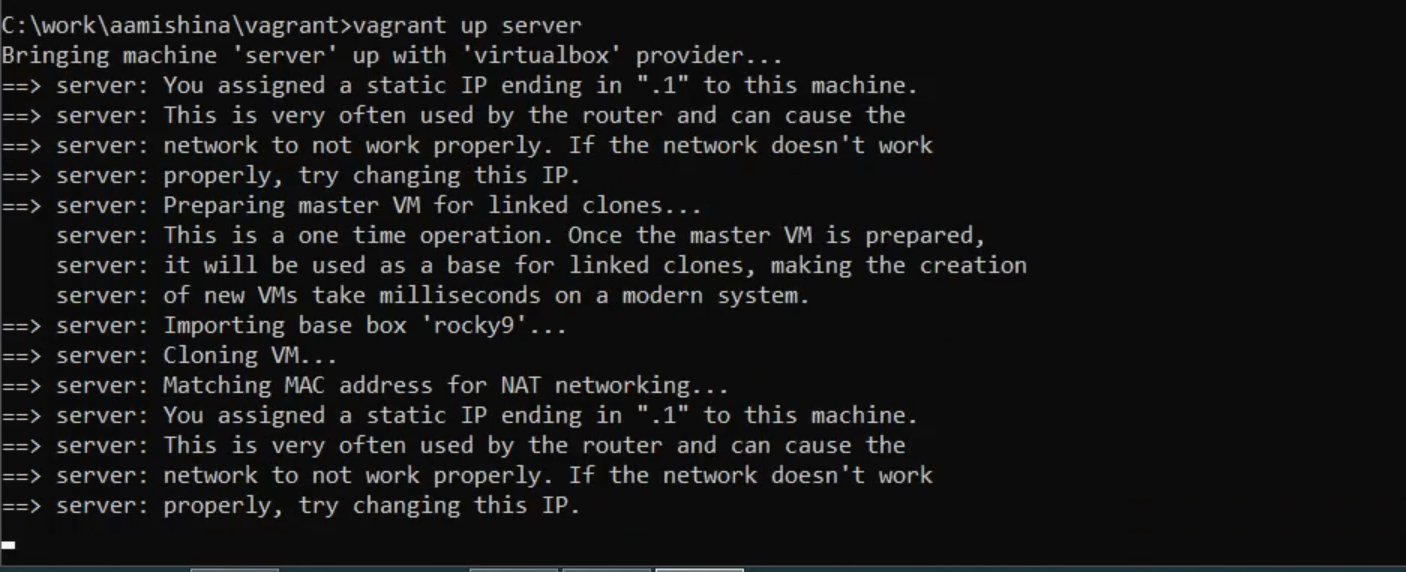 C:\work\aamishina\vagrant>vagrant up server
Bringing machine 'server' up with 'virtualbox' provider...
==> server: You assigned a static IP ending in ".1" to this machine.
==> server: This is very often used by the router and can cause the
==> server: network to not work properly. If the network doesn't work
==> server: properly, try changing this IP.
==> server: Preparing master VM for linked clones...
    server: This is a one time operation. Once the master VM is prepared,
    server: it will be used as a base for linked clones, making the creation
    server: of new VMs take milliseconds on a modern system.
==> server: Importing base box 'rocky9'...
==> server: Cloning VM...
==> server: Matching MAC address for NAT networking...
==> server: You assigned a static IP ending in ".1" to this machine.
==> server: This is very often used by the router and can cause the
==> server: network to not work properly. If the network doesn't work
==> server: properly, try changing this IP.